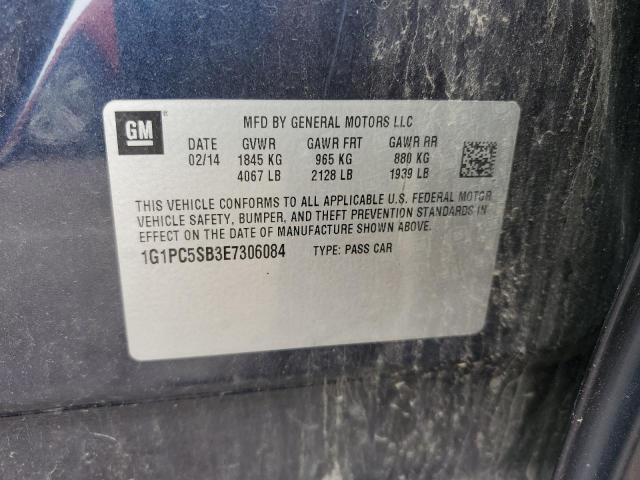 GM
MFD BY GENERAL MOTORS LLC
DATE GVWR GAWR FRT GAWR RR
02/14 1845 KG 965 KG 880 KG
4067 LB 2128 LB 1939 LB
THIS VEHICLE CONFORMS TO ALL APPLICABLE U.S. FEDERAL MOTOR
VEHICLE SAFETY, BUMPER, AND THEFT PREVENTION STANDARDS IN
EFFECT ON THE DATE OF MANUFACTURE SHOWN ABOVE.
1G1PC5SB3E7306084 TYPE: PASS CAR